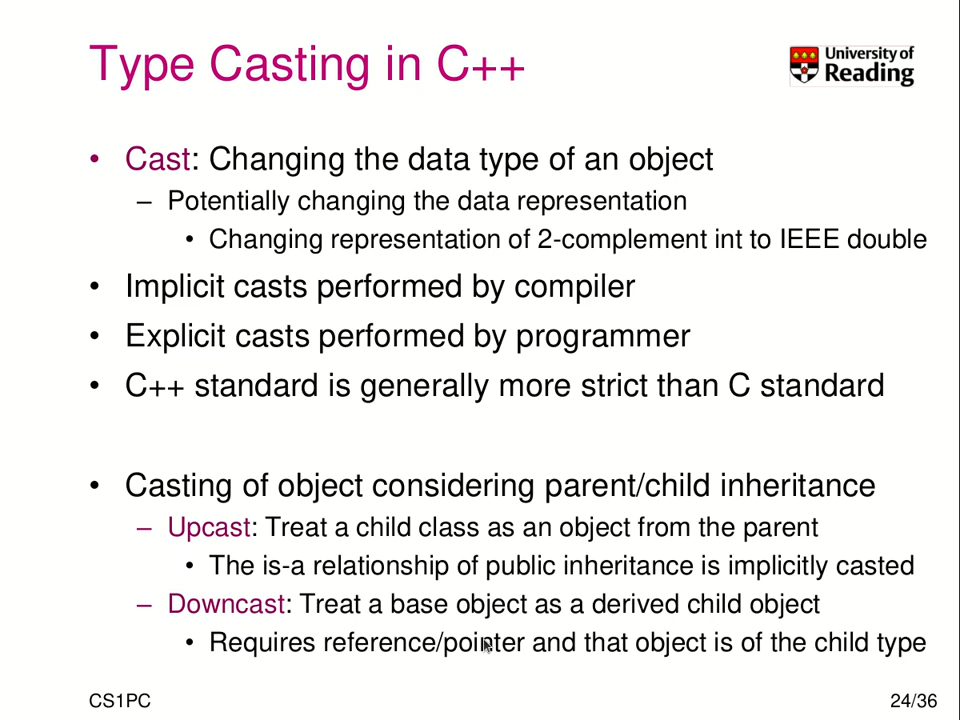 Type Casting in C++
University of
Reading
• Cast: Changing the data type of an object
– Potentially changing the data representation
• Changing representation of 2-complement int to IEEE double
• Implicit casts performed by compiler
• Explicit casts performed by programmer
• C++ standard is generally more strict than C standard
• Casting of object considering parent/child inheritance
– Upcast: Treat a child class as an object from the parent
• The is-a relationship of public inheritance is implicitly casted
– Downcast: Treat a base object as a derived child object
• Requires reference/pointer and that object is of the child type
CS1PC
24/36